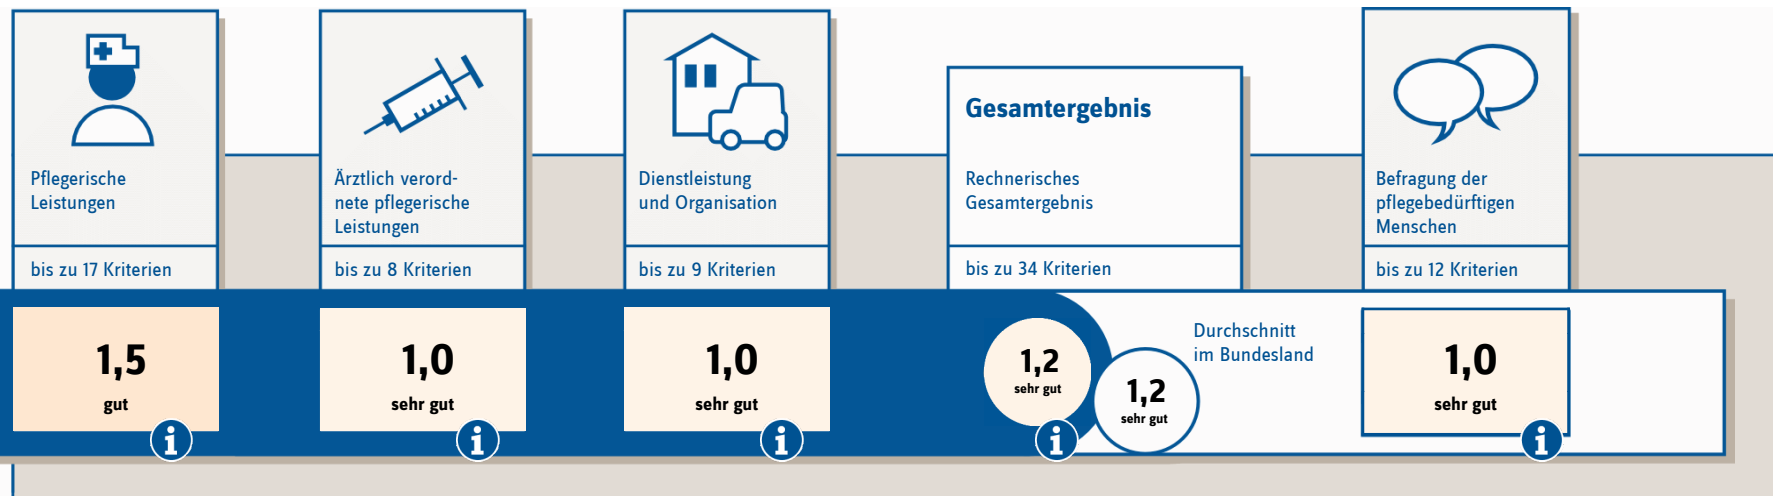 Pflegerische
Leistungen
bis zu 17 Kriterien
1,5
gut
i
Ärztlich verord-
nete pflegerische
Leistungen
bis zu 8 Kriterien
1,0
sehr gut
i
Dienstleistung
und Organisation
bis zu 9 Kriterien
1,0
sehr gut
i
Gesamtergebnis
Rechnerisches
Gesamtergebnis
bis zu 34 Kriterien
1,2
sehr gut
i
Durchschnitt
im Bundesland
1,2
sehr gut
Befragung der
pflegebedürftigen
Menschen
bis zu 12 Kriterien
1,0
sehr gut
i